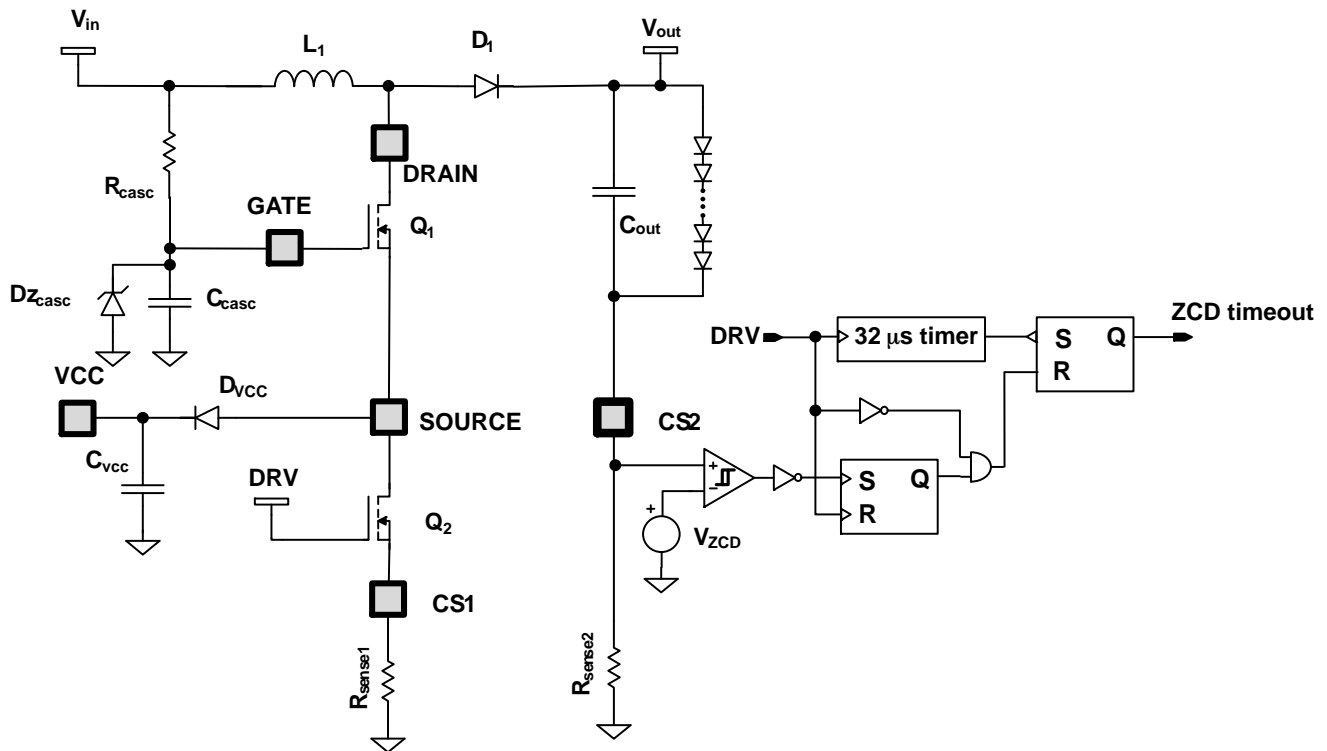 Vin
L1
D1
Vout
DRAIN
Rcasc
GATE
Q1
Cout
Dzcasc
Ccasc
ZCD timeout
DRV
32 μs timer
S
Q
R
VCC
DVCC
SOURCE
CS2
Cvcc
DRV
+
−
S
Q
R
Q2
+
VZCD
CS1
Rsense1
Rsense2